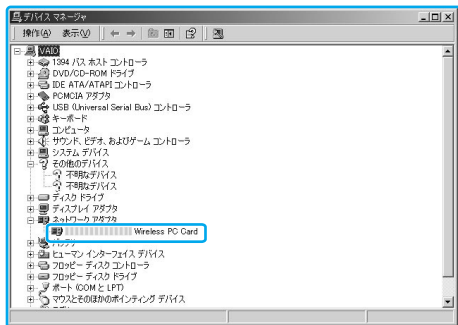 デバイス マネージャ
操作(A) 表示(V)
VAIO
1394 バス ホスト コントローラ
DVD/CD-ROM ドライブ
IDE ATA/ATAPI コントローラ
PCMCIA アダプタ
USB (Universal Serial Bus) コントローラ
キーボード
コンピュータ
サウンド、ビデオ、およびゲーム コントローラ
システム デバイス
その他のデバイス
不明なデバイス
不明なデバイス
ディスク ドライブ
ディスプレイ アダプタ
ネットワーク アダプタ
Wireless PC Card
ヒューマン インターフェイス デバイス
フロッピー ディスク コントローラ
フロッピー ディスク ドライブ
ポート (COM と LPT)
マウスとそのほかのポインティング デバイス